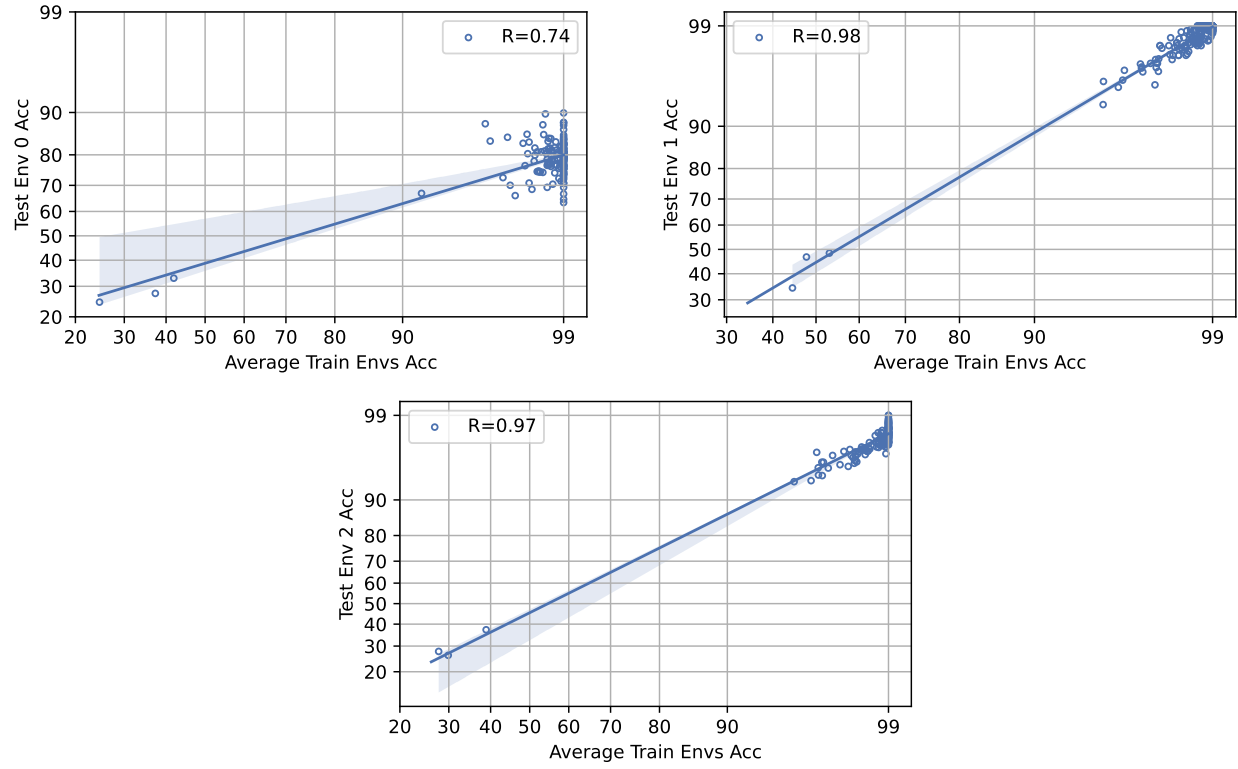 99
90
80
70
60
50
40
30
20
Test Env 0 Acc
R=0.74
20 30 40 50 60 70 80 90 99
Average Train Envs Acc
99
90
80
70
60
50
40
30
Test Env 1 Acc
R=0.98
30 40 50 60 70 80 90 99
Average Train Envs Acc
99
90
80
70
60
50
40
30
20
Test Env 2 Acc
R=0.97
20 30 40 50 60 70 80 90 99
Average Train Envs Acc